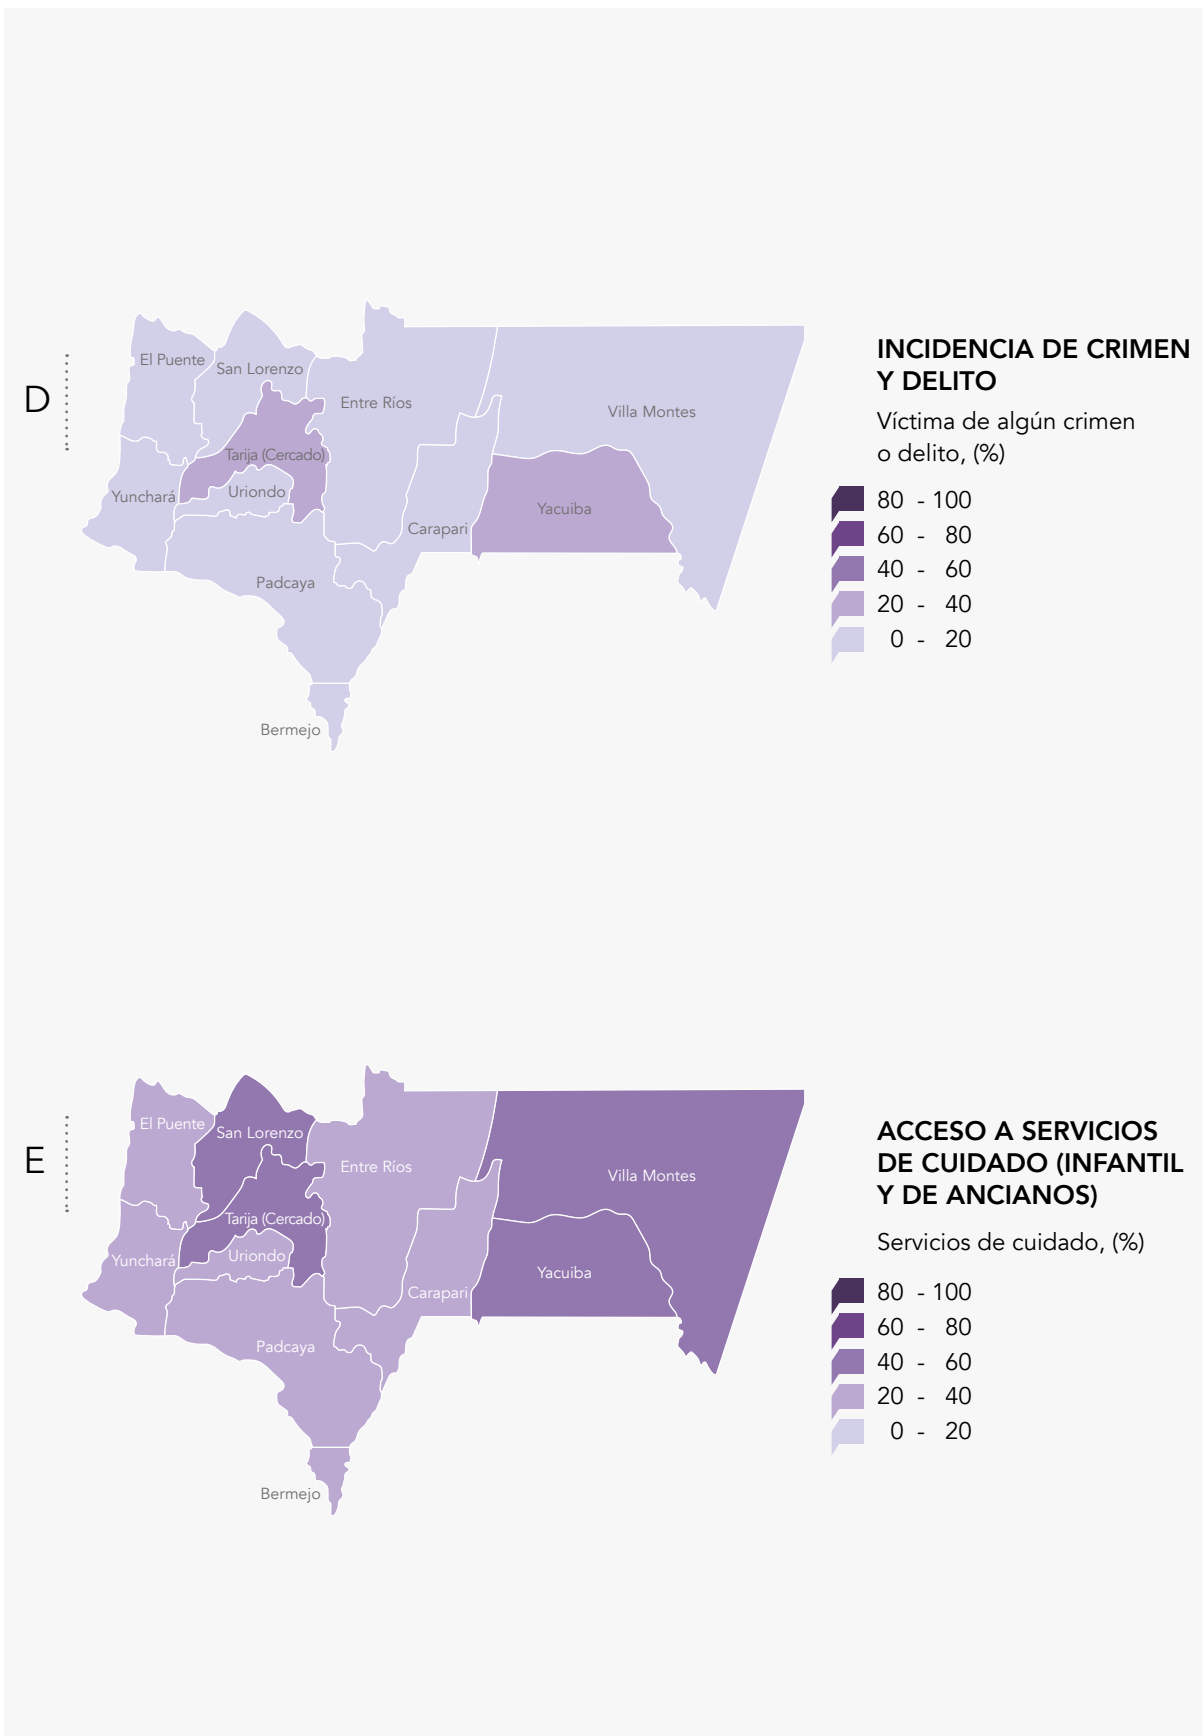 D
El Puente
San Lorenzo
Entre Ríos
Villa Montes
Tarija (Cercado)
Yunchará
Uriondo
Yacuiba
Carapari
Padcaya
Bermejo
INCIDENCIA DE CRIMEN
Y DELITO
Víctima de algún crimen
o delito, (%)
80 - 100
60 - 80
40 - 60
20 - 40
0 - 20
E
El Puente
San Lorenzo
Entre Ríos
Villa Montes
Tarija (Cercado)
Yunchará
Uriondo
Yacuiba
Carapari
Padcaya
Bermejo
ACCESO A SERVICIOS
DE CUIDADO (INFANTIL
Y DE ANCIANOS)
Servicios de cuidado, (%)
80 - 100
60 - 80
40 - 60
20 - 40
0 - 20